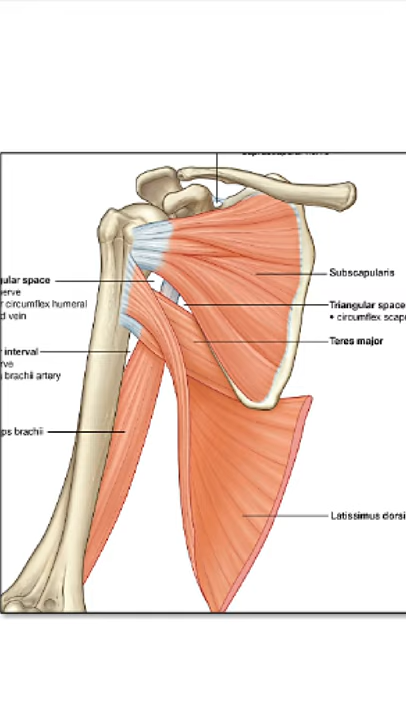 Subscapularis
gular space
erve
r circumflex humeral
d vein
Triangular space
• circumflex scap
Teres major
interval
rve
brachii artery
ps brachii
Latissimus dorsi